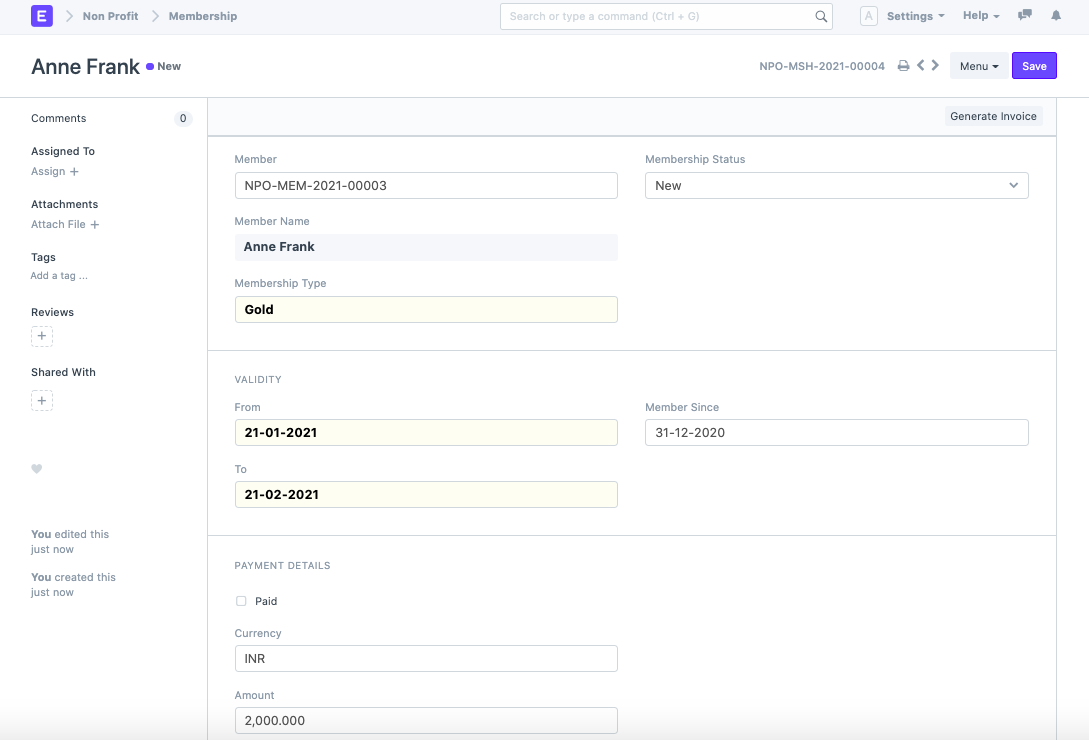 E Non Profit Membership
Search or type a command (Ctrl + G)
A Settings Help
Anne Frank New
NPO-MSH-2021-00004 Menu Save
Comments 0
Assigned To
Assign +
Attachments
Attach File +
Tags
Add a tag ...
Reviews
+
Shared With
+
You edited this
just now
You created this
just now
Generate Invoice
Member
NPO-MEM-2021-00003
Membership Status
New
Member Name
Anne Frank
Membership Type
Gold
VALIDITY
From
21-01-2021
Member Since
31-12-2020
To
21-02-2021
PAYMENT DETAILS
Paid
Currency
INR
Amount
2,000.000